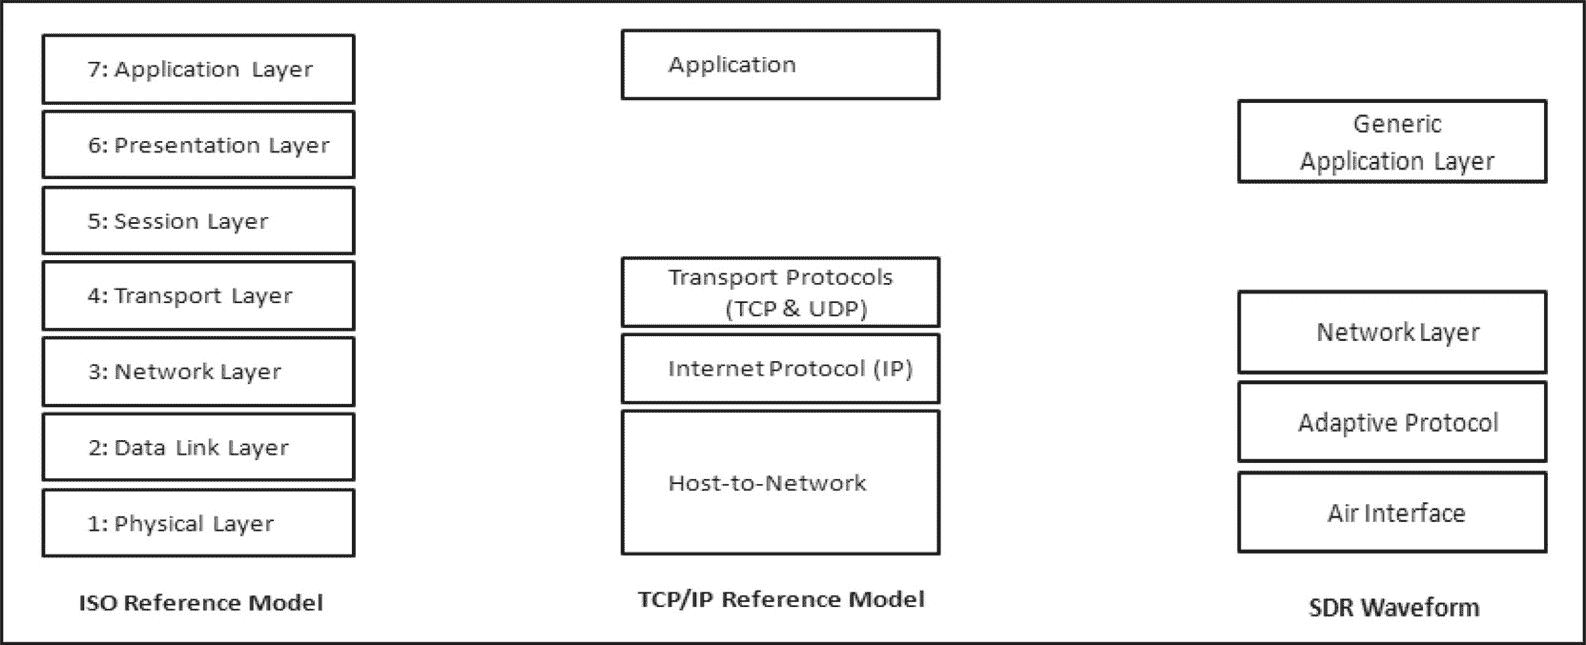 7: Application Layer
6: Presentation Layer
5: Session Layer
4: Transport Layer
3: Network Layer
2: Data Link Layer
1: Physical Layer
ISO Reference Model
Application
Transport Protocols
(TCP & UDP)
Internet Protocol (IP)
Host-to-Network
TCP/IP Reference Model
Generic
Application Layer
Network Layer
Adaptive Protocol
Air Interface
SDR Waveform